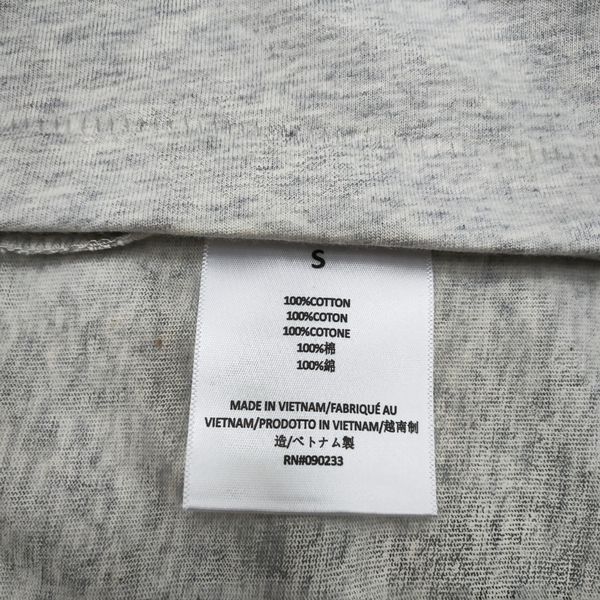 S
100%COTTON
100%COTON
100%COTONE
100%棉
100%綿
MADE IN VIETNAM/FABRIQUÉ AU
VIETNAM/PRODOTTO IN VIETNAM/越南制
造/ベトナム製
RN#090233